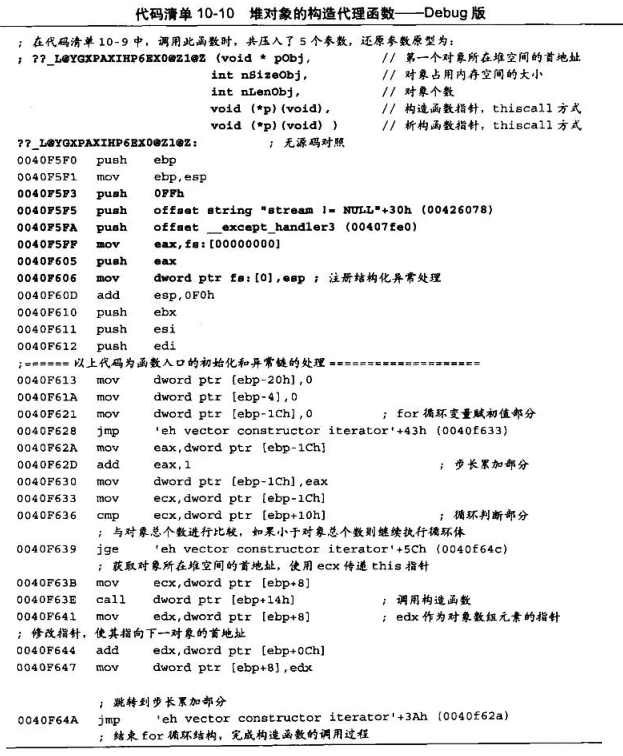 代码清单 10-10 堆对象的构造代理函数——Debug 版
; 在代码清单 10-9 中，调用此函数时，共压入了 5 个参数，还原参数原型为：
; ??_L@YGXPAXIHP6EX0@Z1@Z (void * pObj, // 第一个对象所在堆空间的首地址
int nSizeObj, // 对象占用内存空间的大小
int nLenObj, // 对象个数
void (*p)(void), // 构造函数指针，thiscall 方式
void (*p)(void) ) // 析构函数指针，thiscall 方式
??_L@YGXPAXIHP6EX0@Z1@Z: ; 无源码对照
0040F5F0 push ebp
0040F5F1 mov ebp,esp
0040F5F3 push 0FFh
0040F5F5 push offset string "stream != NULL"+30h (00426078)
0040F5FA push offset __except_handler3 (00407fe0)
0040F5FF mov eax,fs:[00000000]
0040F605 push eax
0040F606 mov dword ptr fs:[0],esp ; 注册结构化异常处理
0040F60D add esp,0F0h
0040F610 push ebx
0040F611 push esi
0040F612 push edi
;====== 以上代码为函数入口的初始化和异常链的处理 ====================
0040F613 mov dword ptr [ebp-20h],0
0040F61A mov dword ptr [ebp-4],0
0040F621 mov dword ptr [ebp-1Ch],0 ; for 循环变量赋初值部分
0040F628 jmp 'eh vector constructor iterator'+43h (0040f633)
0040F62A mov eax,dword ptr [ebp-1Ch]
0040F62D add eax,1 ; 步长累加部分
0040F630 mov dword ptr [ebp-1Ch],eax
0040F633 mov ecx,dword ptr [ebp-1Ch]
0040F636 cmp ecx,dword ptr [ebp+10h] ; 循环判断部分
; 与对象总个数进行比较，如果小于对象总个数则继续执行循环体
0040F639 jge 'eh vector constructor iterator'+5Ch (0040f64c)
; 获取对象所在堆空间的首地址，使用 ecx 传递 this 指针
0040F63B mov ecx,dword ptr [ebp+8]
0040F63E call dword ptr [ebp+14h] ; 调用构造函数
0040F641 mov edx,dword ptr [ebp+8] ; edx 作为对象数组元素的指针
; 修改指针，使其指向下一对象的首地址
0040F644 add edx,dword ptr [ebp+0Ch]
0040F647 mov dword ptr [ebp+8],edx
; 跳转到步长累加部分
0040F64A jmp 'eh vector constructor iterator'+3Ah (0040f62a)
; 结束 for 循环结构，完成构造函数的调用过程